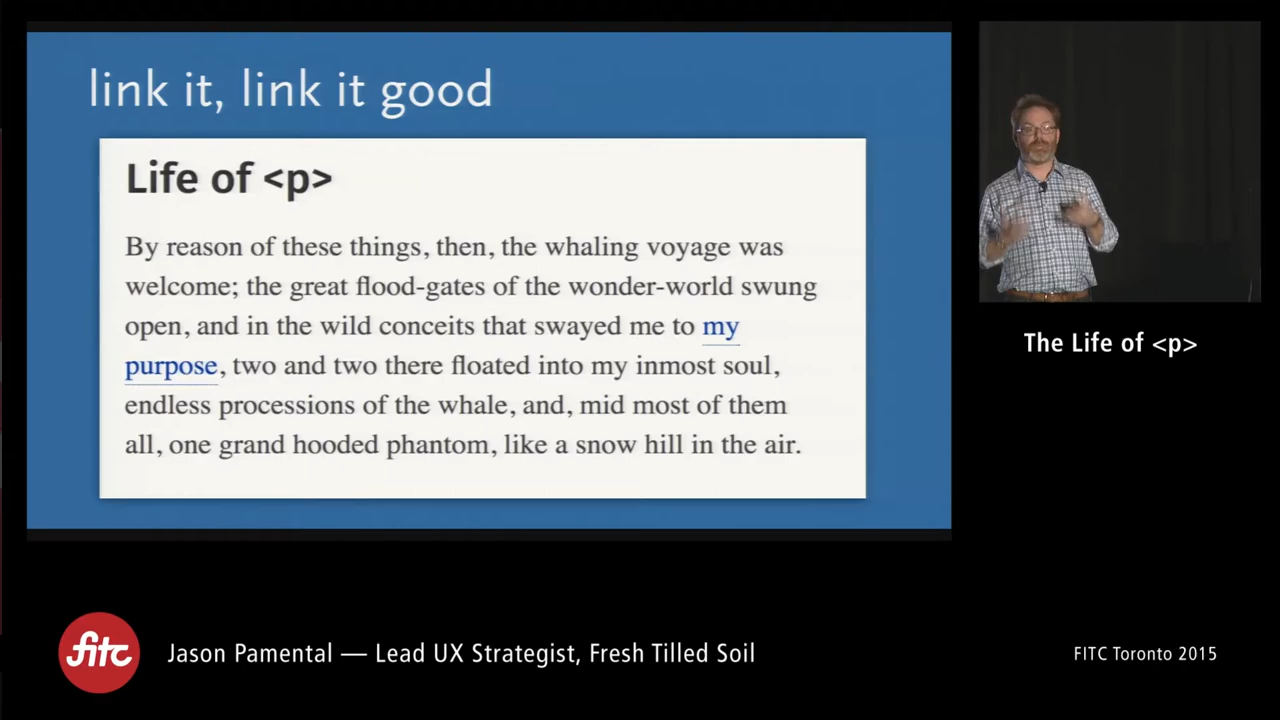 link it, link it good
Life of <p>
By reason of these things, then, the whaling voyage was
welcome; the great flood-gates of the wonder-world swung
open, and in the wild conceits that swayed me to my
purpose, two and two there floated into my inmost soul,
endless processions of the whale, and, mid most of them
all, one grand hooded phantom, like a snow hill in the air.
The Life of <p>
fitc
Jason Pamental — Lead UX Strategist, Fresh Tilled Soil
FITC Toronto 2015